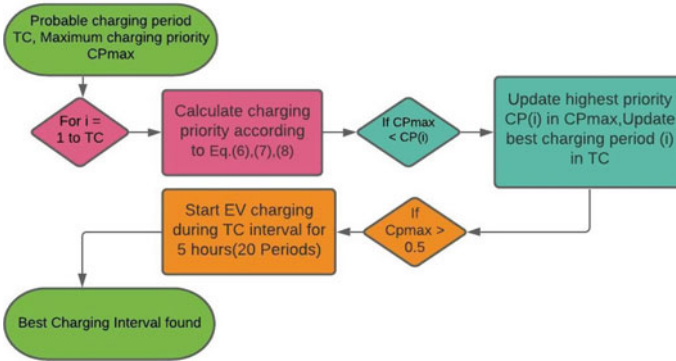 Probable charging period
TC, Maximum charging priority
CPmax
For i =
1 to TC
Calculate charging
priority according
to Eq.(6),(7),(8)
If CPmax
< CP(i)
Update highest priority
CP(i) in CPmax,Update
best charging period (i)
in TC
If
Cpmax >
0.5
Start EV charging
during TC interval for
5 hours(20 Periods)
Best Charging Interval found